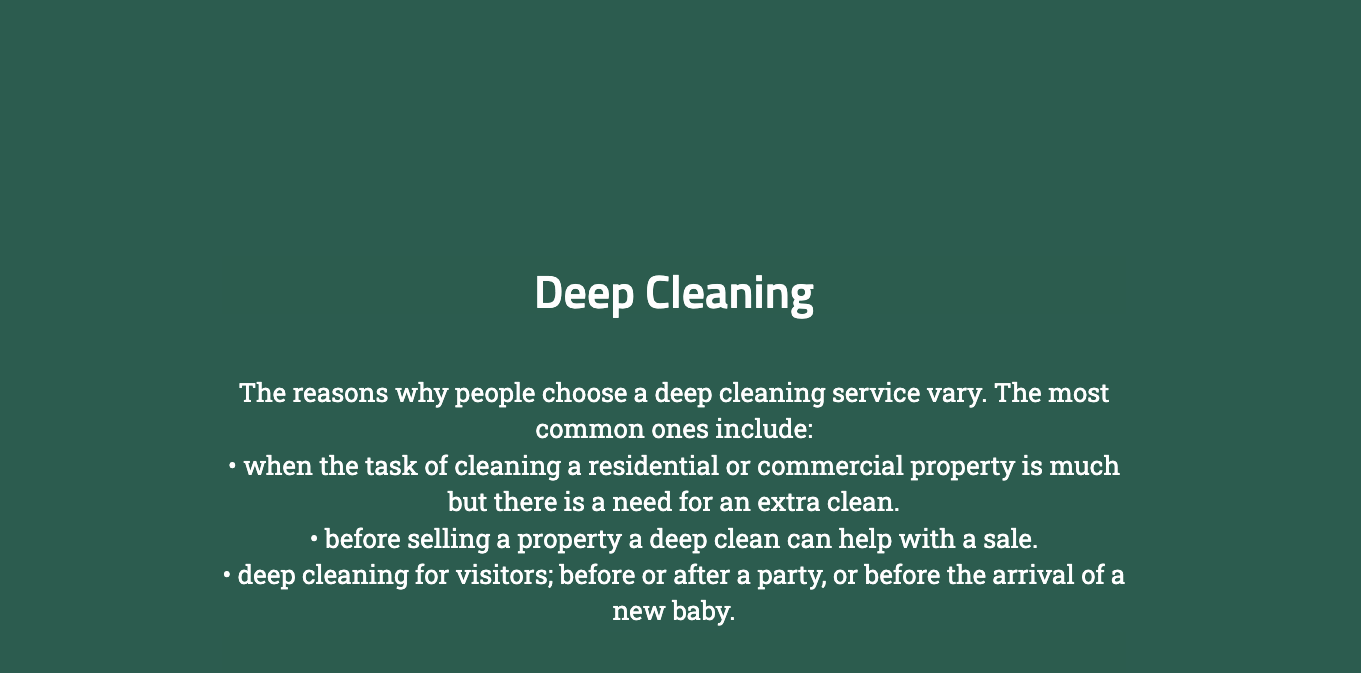 Deep Cleaning
The reasons why people choose a deep cleaning service vary. The most
common ones include:
• when the task of cleaning a residential or commercial property is much
but there is a need for an extra clean.
• before selling a property a deep clean can help with a sale.
• deep cleaning for visitors; before or after a party, or before the arrival of a
new baby.